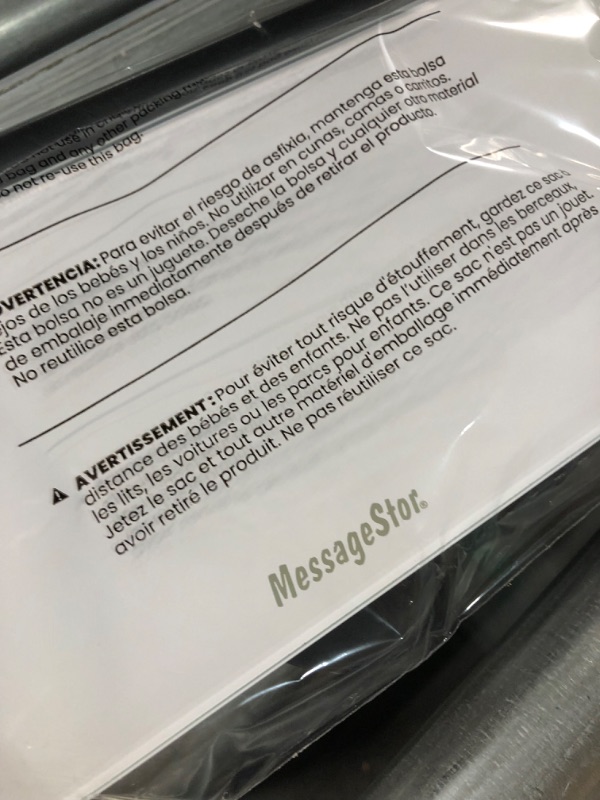 use in
bag and any other packing
not re-use this bag.
VERTENCIA: Para evitar el riesgo de asfixia, mantenga esta bolsa
jos de los bebés y los niños. No utilizar en cunas, camas o carritos.
Esta bolsa no es un juguete. Deseche la bolsa y cualquier otro material
de embalaje inmediatamente después de retirar el producto.
No reutilice esta bolsa.
AVERTISSEMENT: Pour éviter tout risque d'étouffement, gardez ce sac à
distance des bébés et des enfants. Ne pas l'utiliser dans les berceaux,
les lits, les voitures ou les parcs pour enfants. Ce sac n'est pas un jouet.
Jetez le sac et tout autre matériel d'emballage immédiatement après
avoir retiré le produit. Ne pas réutiliser ce sac.
MessageStor®